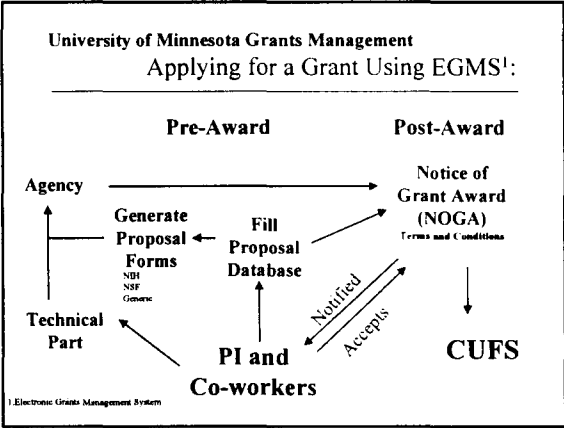 University of Minnesota Grants Management
Applying for a Grant Using EGMS¹:
Pre-Award
Post-Award
Agency
Notice of
Grant Award
(NOGA)
Terms and Conditions
Generate
Proposal
Forms
NIH
NSF
Generic
Fill
Proposal
Database
Notified
Accepts
Technical
Part
PI and
Co-workers
CUFS
1.Electronic Grants Management System